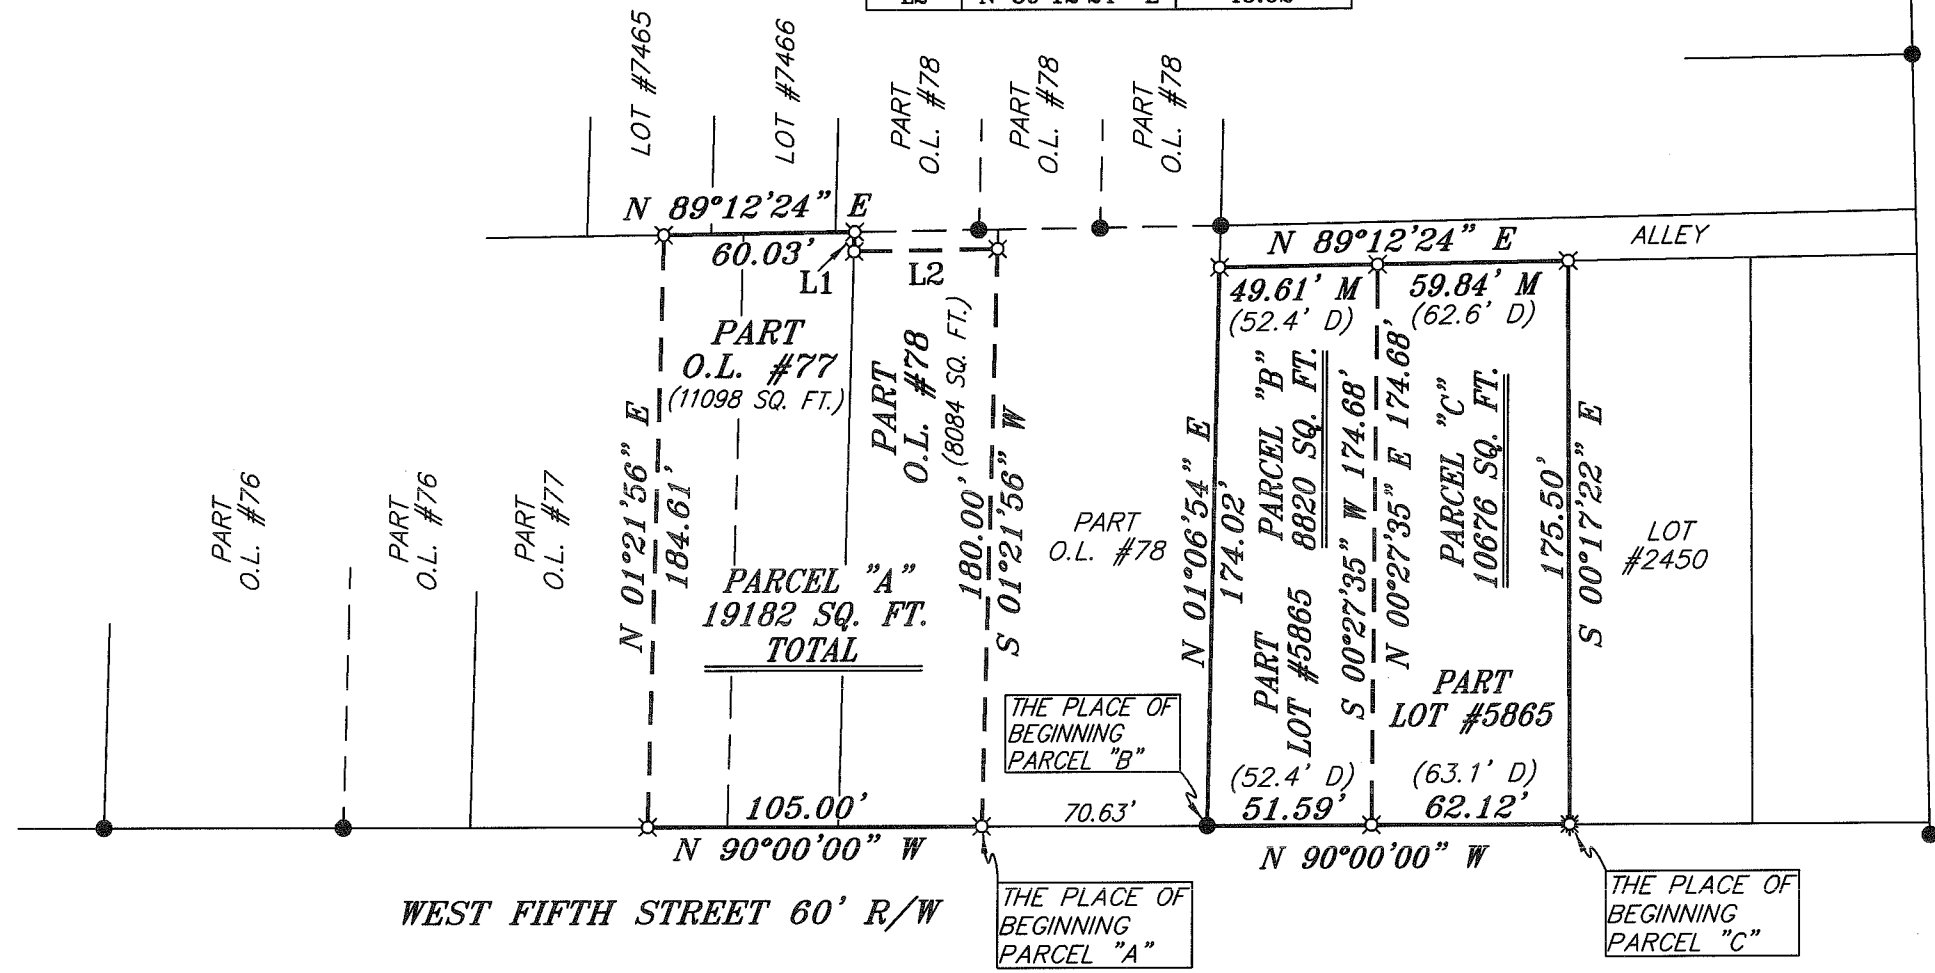 LOT #7465
LOT #7466
PART
O.L. #78
PART
O.L. #78
PART
O.L. #78
N 89°12'24" E
60.03'
L1
L2
N 89°12'24" E
ALLEY
49.61' M
(52.4' D)
59.84' M
(62.6' D)
PART
O.L. #77
(11098 SQ. FT.)
PART
O.L. #78
(8084 SQ. FT.)
N 01°21'56" E
184.61'
180.00'
S 01°21'56" W
PART
O.L. #76
PART
O.L. #76
PART
O.L. #77
PARCEL "A"
19182 SQ. FT.
TOTAL
PART
O.L. #78
N 01°06'54" E
174.02'
PARCEL "B"
8820 SQ. FT.
PART
LOT #5865
S 00°27'35" W 174.68'
N 00°27'35" E 174.68'
PARCEL "C"
10676 SQ. FT.
175.50'
S 00°17'22" E
LOT
#2450
PART
LOT #5865
THE PLACE OF
BEGINNING
PARCEL "B"
(52.4' D)
51.59'
(63.1' D)
62.12'
105.00'
70.63'
N 90°00'00" W
N 90°00'00" W
WEST FIFTH STREET 60' R/W
THE PLACE OF
BEGINNING
PARCEL "A"
THE PLACE OF
BEGINNING
PARCEL "C"